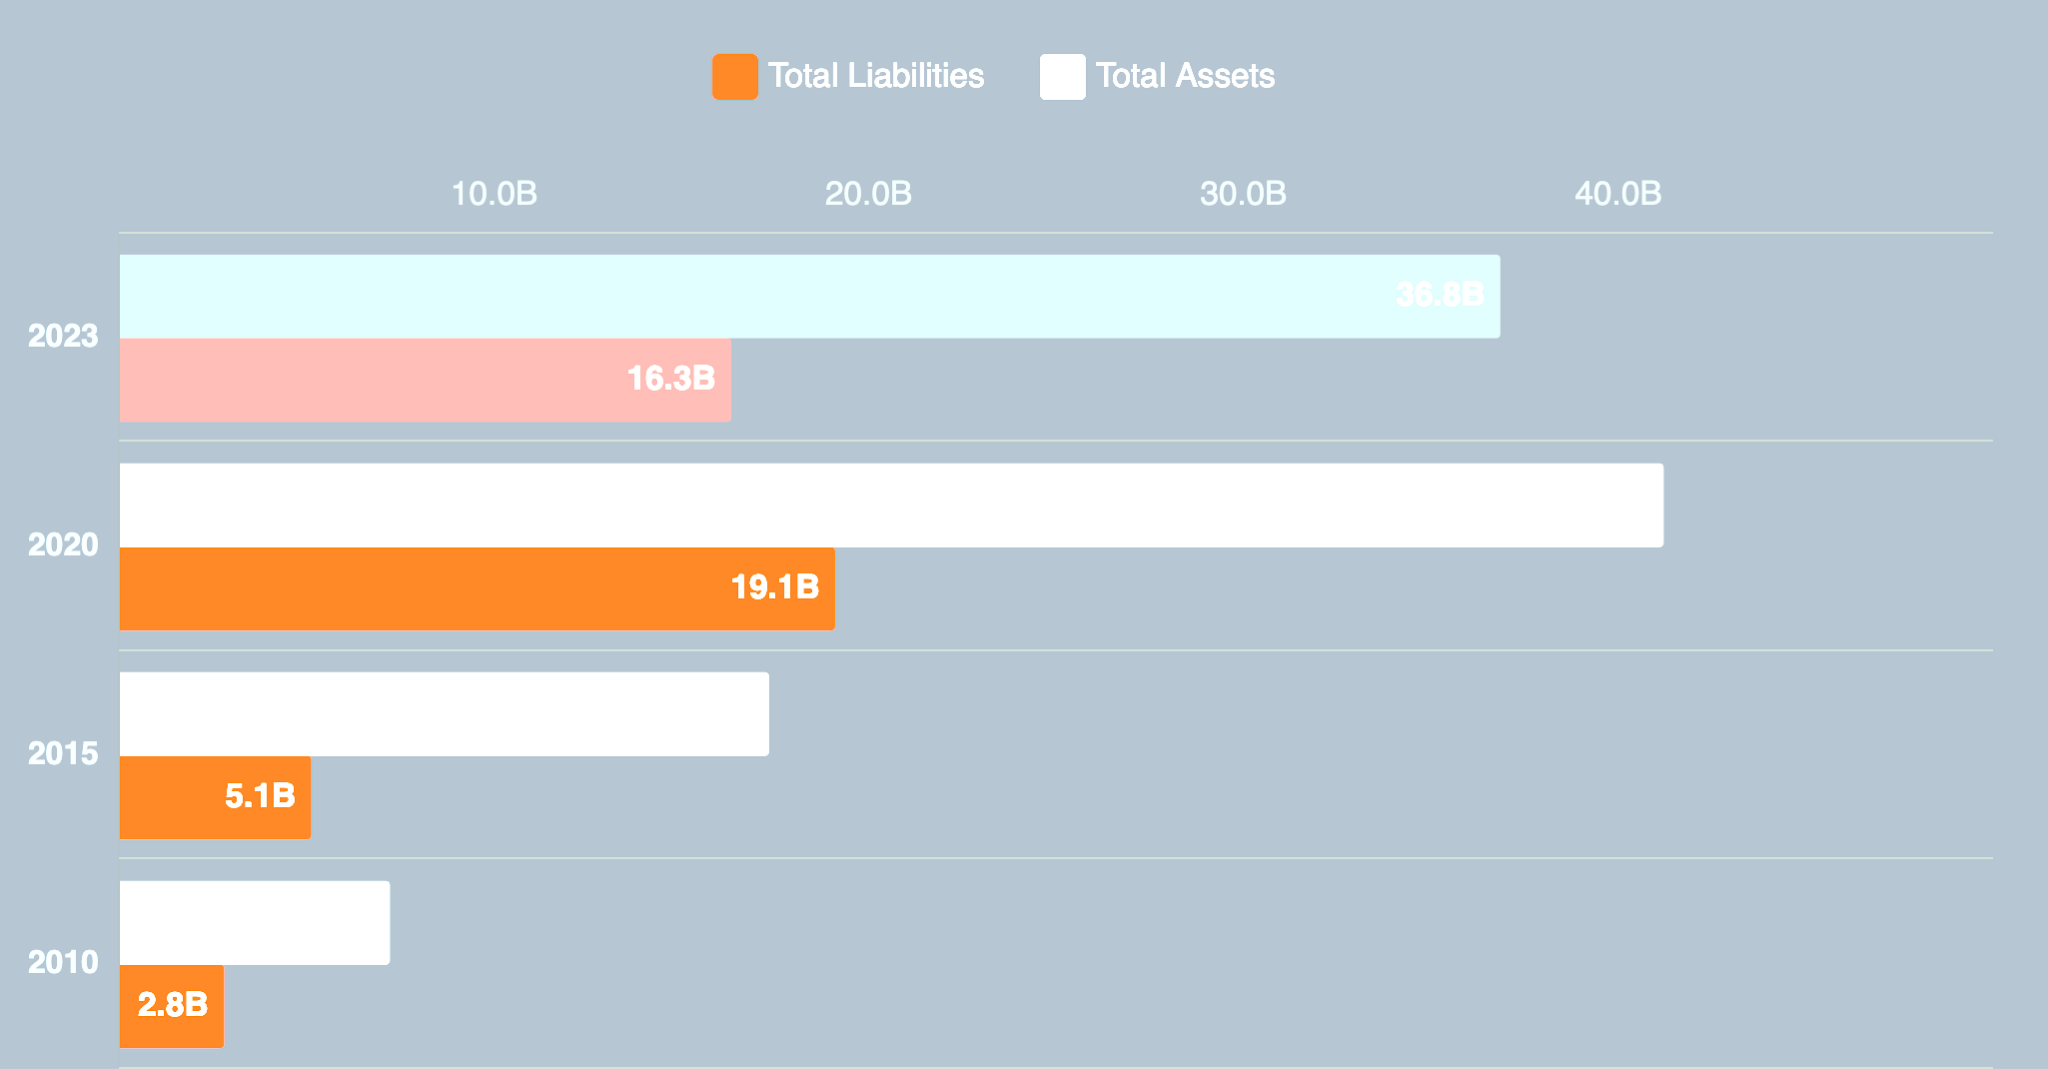 Total Liabilities Total Assets
10.0B 20.0B 30.0B 40.0B
36.8B
2023
16.3B
2020
19.1B
2015
5.1B
2010
2.8B